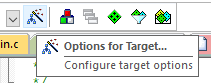 in.c
Options for Target...
Configure target options